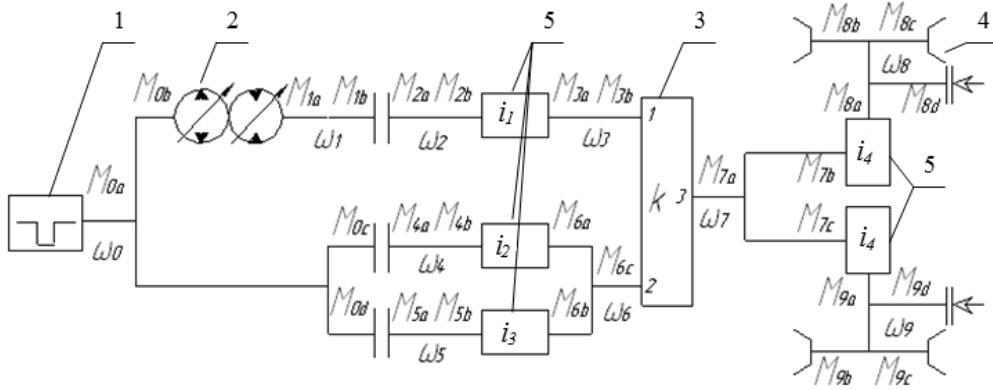 1 2 5 3 4
M8b M8c
M0b M1a M1b M2a M2b i1 M3a M3b 1
ω8
M8a M8d
ω1 ω2 ω3
i4 5
M0a M7a M7b
k 3
ω0 M0c M4a M4b i2 M6a ω7 M7c i4
ω4 M6c
2
M0d M5a M5b i3 M6b ω6 M9a M9d
ω5 ω9
M9b M9c